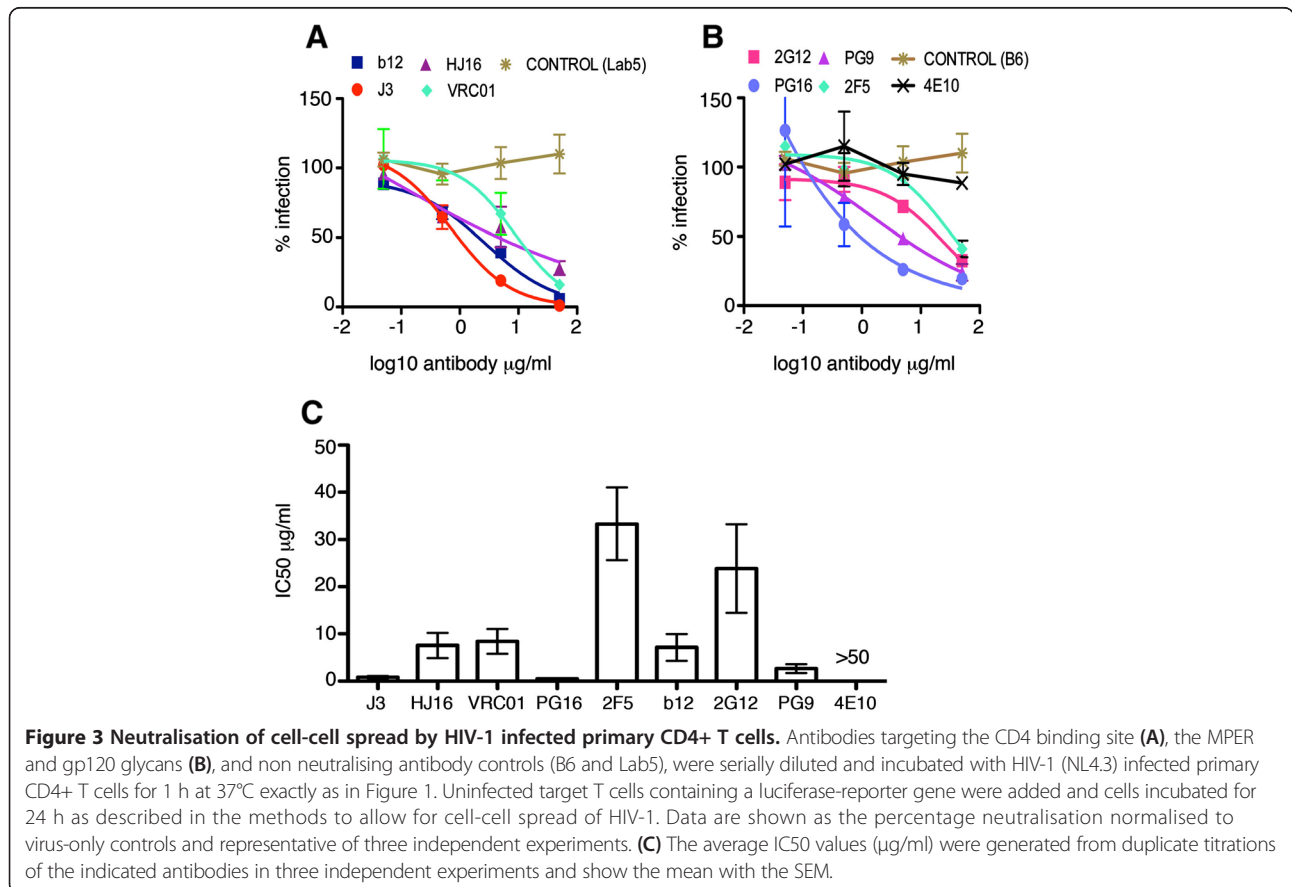 A
b12 HJ16 CONTROL (Lab5)
J3 VRC01
150
100
50
0
% infection
-2 -1 0 1 2
log10 antibody µg/ml
B
2G12 PG9 CONTROL (B6)
PG16 2F5 4E10
150
100
50
0
% infection
-2 -1 0 1 2
log10 antibody µg/ml
C
50
40
30
20
10
0
IC50 µg/ml
>50
J3 HJ16 VRC01 PG16 2F5 b12 2G12 PG9 4E10
Figure 3 Neutralisation of cell-cell spread by HIV-1 infected primary CD4+ T cells. Antibodies targeting the CD4 binding site (A), the MPER
and gp120 glycans (B), and non neutralising antibody controls (B6 and Lab5), were serially diluted and incubated with HIV-1 (NL4.3) infected primary
CD4+ T cells for 1 h at 37°C exactly as in Figure 1. Uninfected target T cells containing a luciferase-reporter gene were added and cells incubated for
24 h as described in the methods to allow for cell-cell spread of HIV-1. Data are shown as the percentage neutralisation normalised to
virus-only controls and representative of three independent experiments. (C) The average IC50 values (µg/ml) were generated from duplicate titrations
of the indicated antibodies in three independent experiments and show the mean with the SEM.